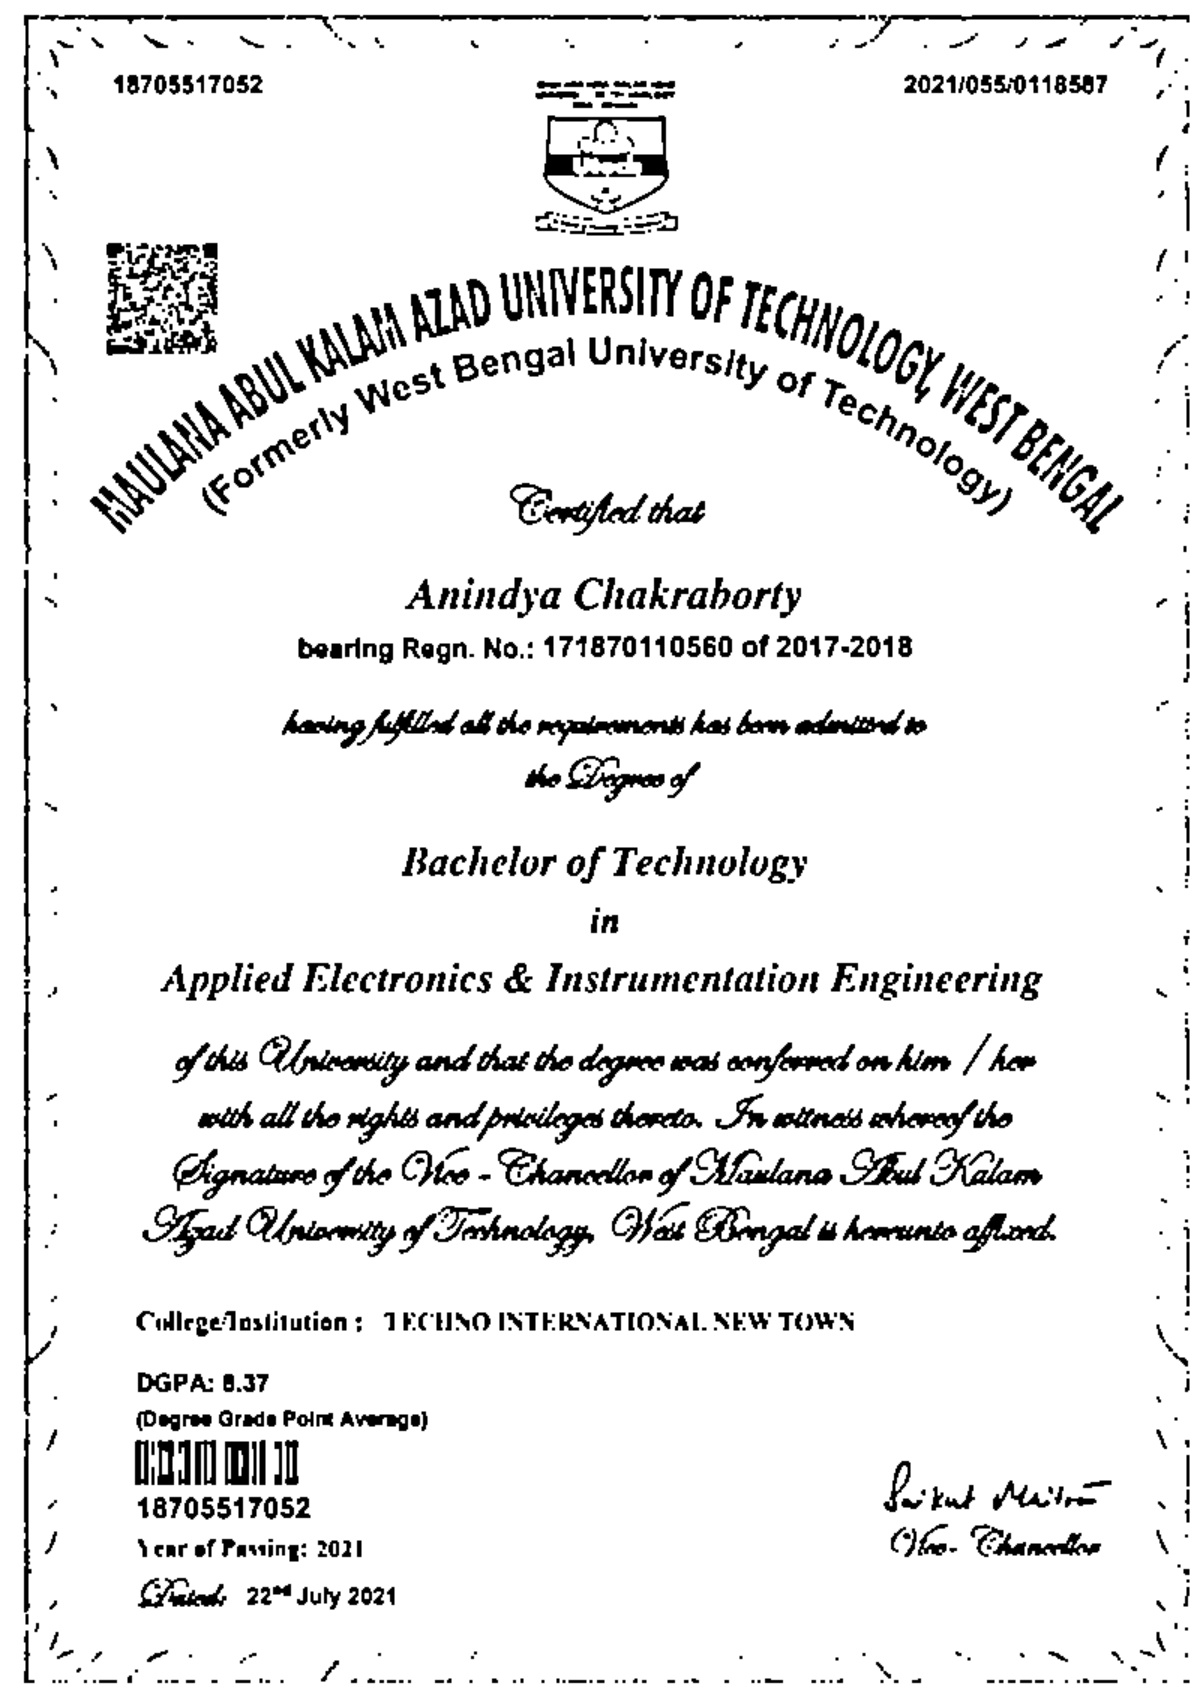 18705517052
2021/055/0118587
MAULANA ABUL KALAM AZAD UNIVERSITY OF TECHNOLOGY, WEST BENGAL
(Formerly West Bengal University of Technology)
Certified that
Anindya Chakraborty
bearing Regn. No.: 171870110560 of 2017-2018
having fulfilled all the requirements has been admitted to
the Degree of
Bachelor of Technology
in
Applied Electronics & Instrumentation Engineering
of this University and that the degree was conferred on him / her
with all the rights and privileges thereto. In witness whereof the
Signature of the Vice - Chancellor of Maulana Abul Kalam
Azad University of Technology, West Bengal is hereunto affixed.
College/Institution : TECHNO INTERNATIONAL NEW TOWN
DGPA: 8.37
(Degree Grade Point Average)
18705517052
Year of Passing: 2021
Dated: 22nd July 2021
Saikat Maitra
Vice- Chancellor